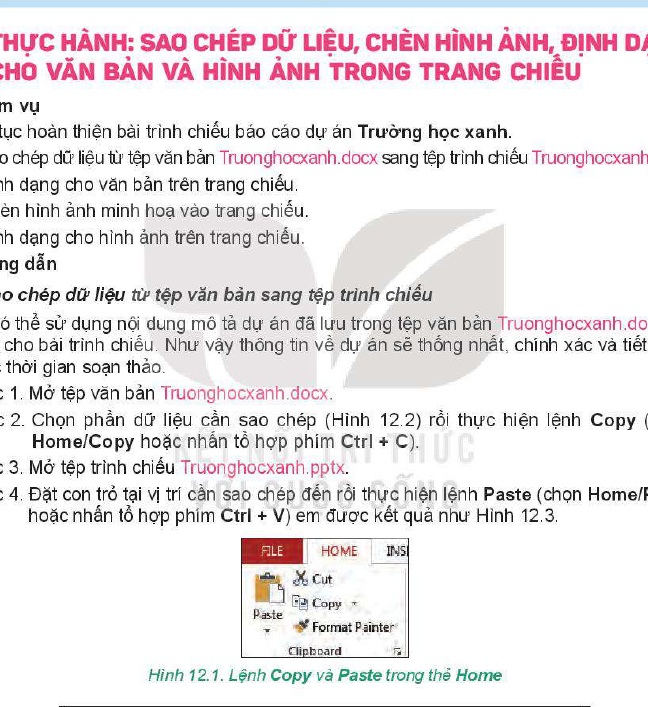 THỰC HÀNH: SAO CHÉP DỮ LIỆU, CHÈN HÌNH ẢNH, ĐỊNH DẠ
CHO VĂN BẢN VÀ HÌNH ẢNH TRONG TRANG CHIẾU
m vụ
tục hoàn thiện bài trình chiếu báo cáo dự án Trường học xanh.
o chép dữ liệu từ tệp văn bản Truonghocxanh.docx sang tệp trình chiếu Truonghocxanh
nh dạng cho văn bản trên trang chiếu.
èn hình ảnh minh hoạ vào trang chiếu.
nh dạng cho hình ảnh trên trang chiếu.
ng dẫn
o chép dữ liệu từ tệp văn bản sang tệp trình chiếu
ó thể sử dụng nội dung mô tả dự án đã lưu trong tệp văn bản Truonghocxanh.do
cho bài trình chiếu. Như vậy thông tin về dự án sẽ thống nhất, chính xác và tiết
thời gian soạn thảo.
c 1. Mở tệp văn bản Truonghocxanh.docx.
c 2. Chọn phần dữ liệu cần sao chép (Hình 12.2) rồi thực hiện lệnh Copy (
Home/Copy hoặc nhấn tổ hợp phím Ctrl + C).
KẾT NỐI TRI THỨC
c 3. Mở tệp trình chiếu Truonghocxanh.pptx.
c 4. Đặt con trỏ tại vị trí cần sao chép đến rồi thực hiện lệnh Paste (chọn Home/P
VỚI CUỘC SỐNG
hoặc nhấn tổ hợp phím Ctrl + V) em được kết quả như Hình 12.3.
FILE HOME INS
Cut
Copy
Paste
Format Painter
Clipboard
Hình 12.1. Lệnh Copy và Paste trong thẻ Home